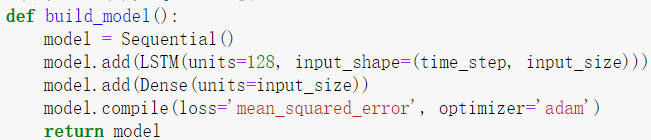 def build_model():
    model = Sequential()
    model.add(LSTM(units=128, input_shape=(time_step, input_size)))
    model.add(Dense(units=input_size))
    model.compile(loss='mean_squared_error', optimizer='adam')
    return model